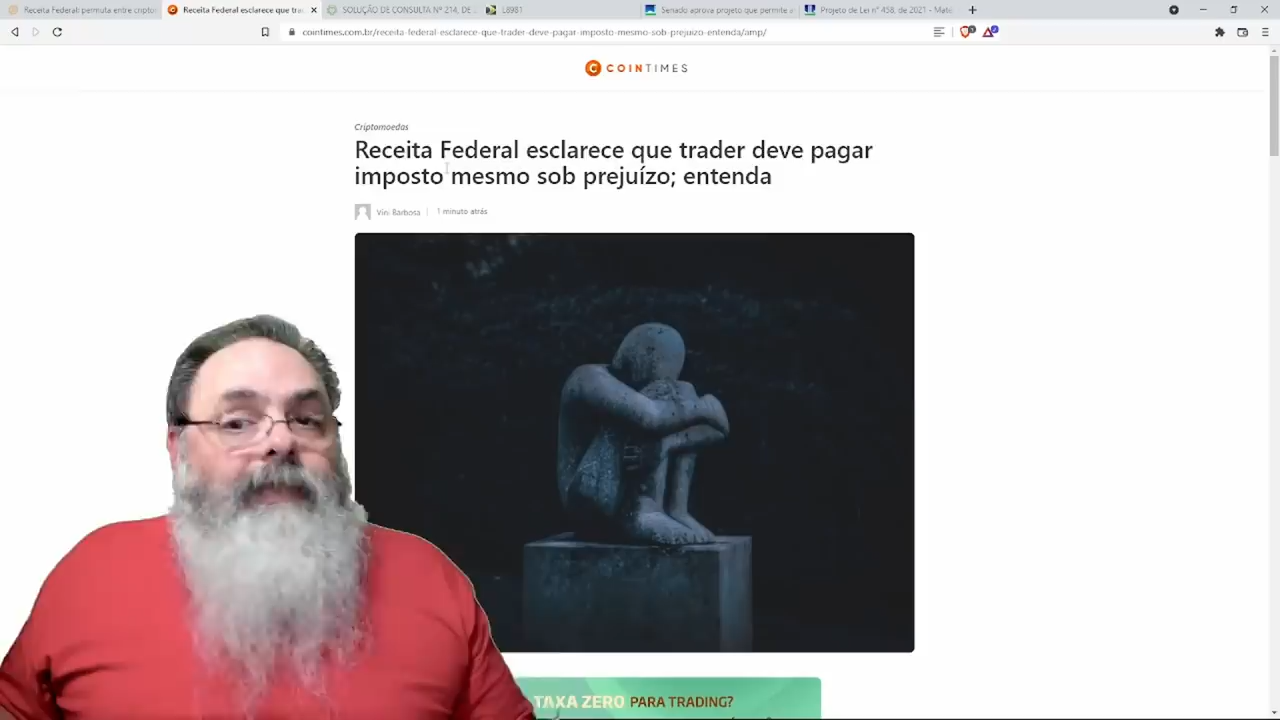 Receita Federal: permuta entre cripto
Receita Federal esclarece que tra
SOLUÇÃO DE CONSULTA Nº 214, DE
L8981
Senado aprova projeto que permite a
Projeto de Lei nº 458, de 2021 - Mate
cointimes.com.br/receita-federal-esclarece-que-trader-deve-pagar-imposto-mesmo-sob-prejuizo-entenda/amp/
COINTIMES
Criptomoedas
Receita Federal esclarece que trader deve pagar
imposto mesmo sob prejuízo; entenda
Vini Barbosa
1 minuto atrás
TAXA ZERO PARA TRADING?